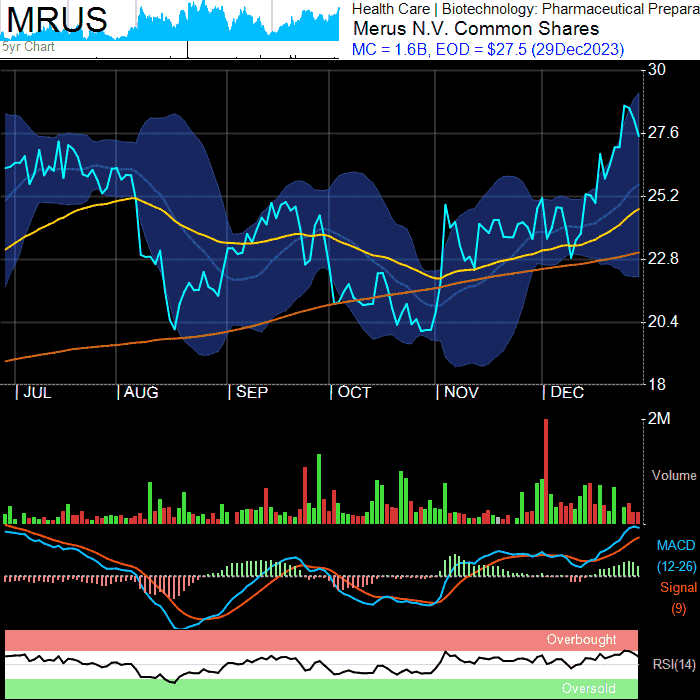 MRUS
5yr Chart
Health Care | Biotechnology: Pharmaceutical Prepara
Merus N.V. Common Shares
MC = 1.6B, EOD = $27.5 (29Dec2023)
30
27.6
25.2
22.8
20.4
18
JUL AUG SEP OCT NOV DEC
2M
Volume
MACD
(12-26)
Signal
(9)
Overbought
RSI(14)
Oversold